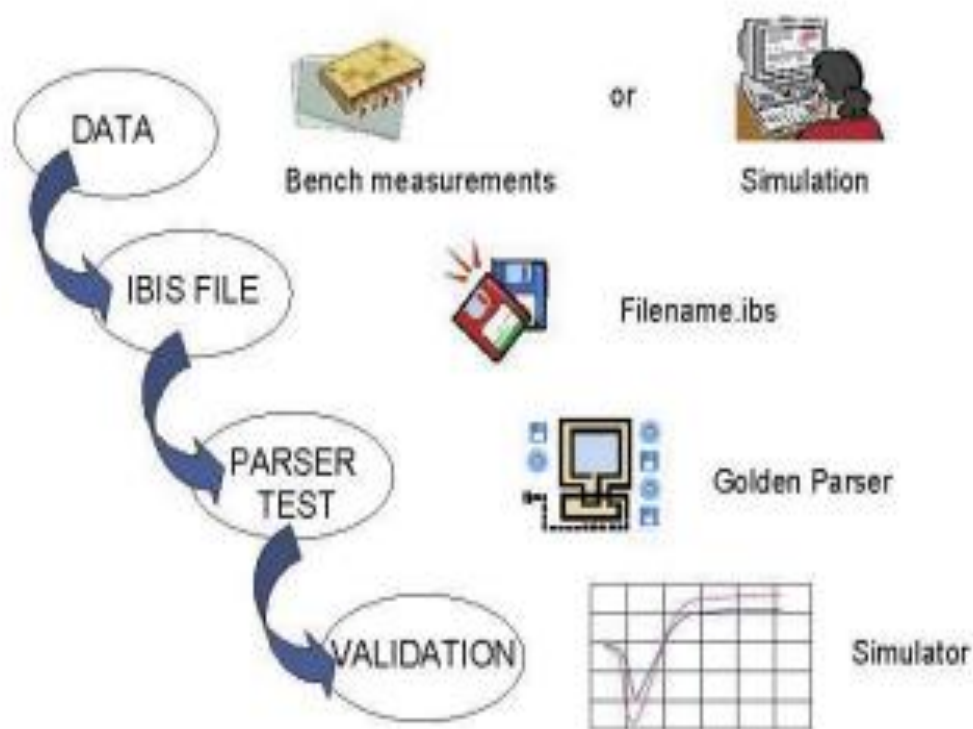 DATA
or
Bench measurements
Simulation
IBIS FILE
Filename.ibs
PARSER
TEST
Golden Parser
VALIDATION
Simulator